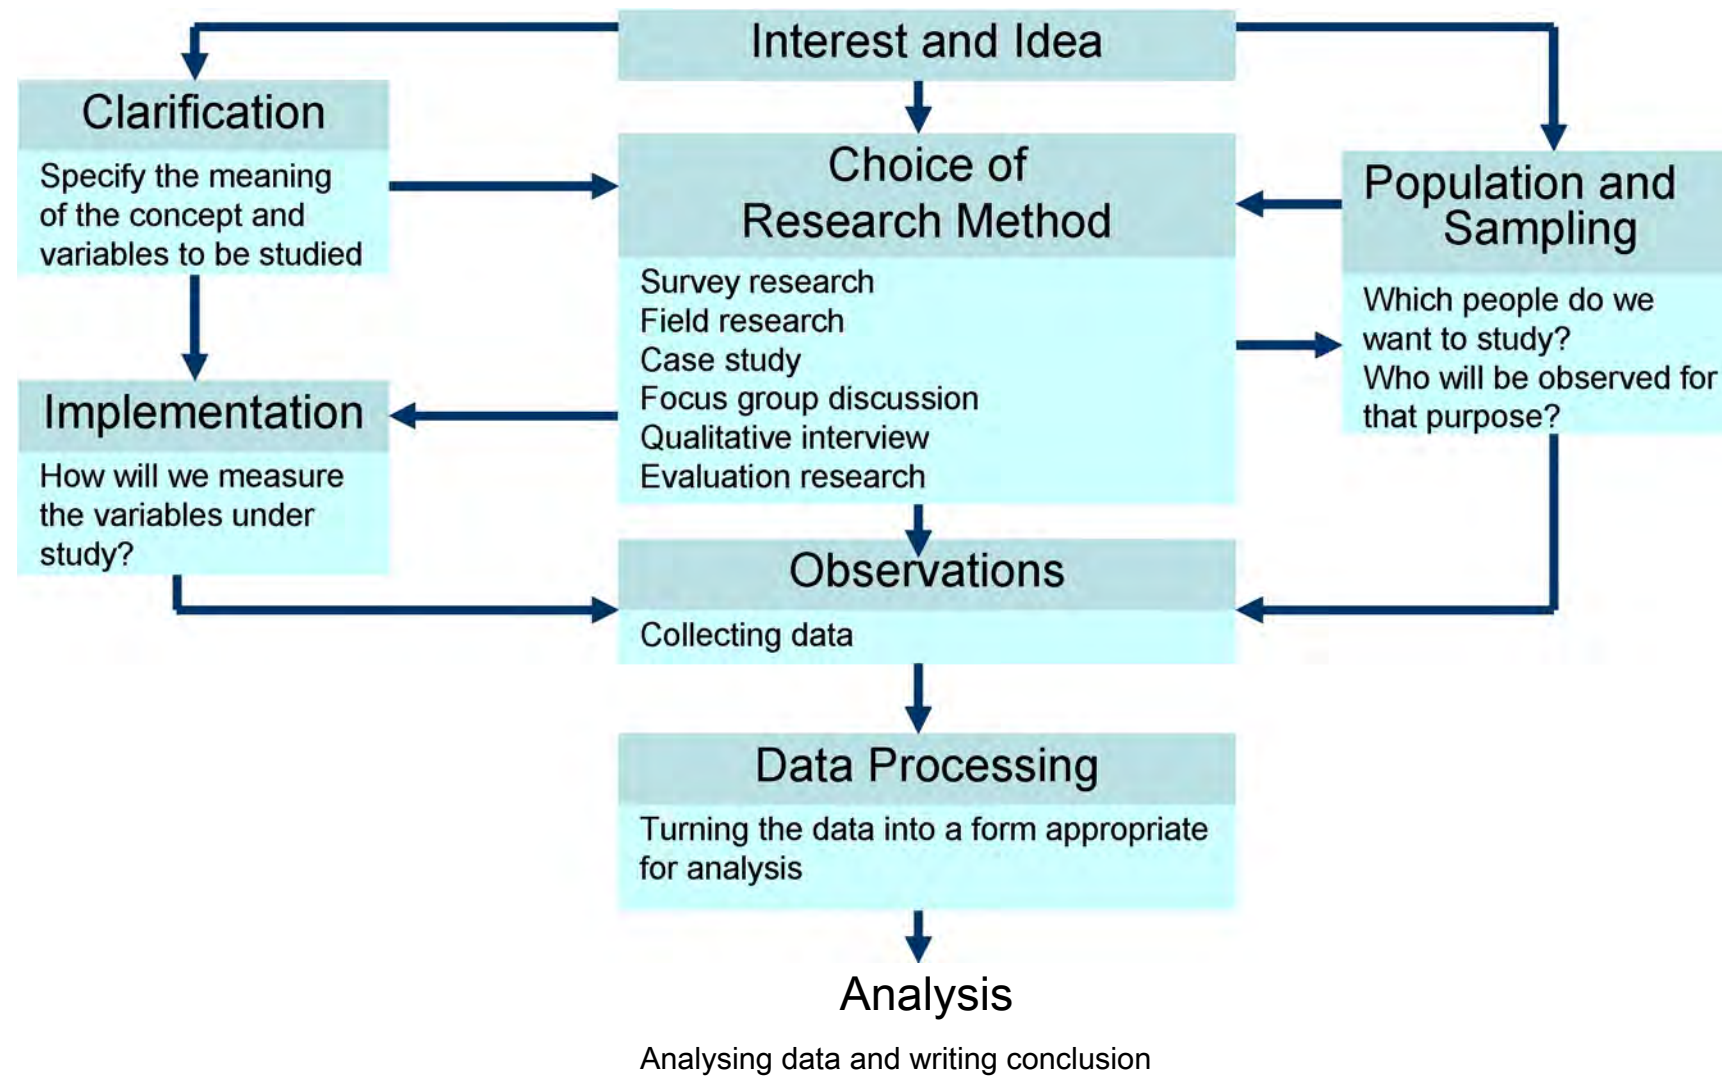 Interest and Idea
Clarification
Specify the meaning
of the concept and
variables to be studied
Choice of
Research Method
Survey research
Field research
Case study
Focus group discussion
Qualitative interview
Evaluation research
Population and
Sampling
Which people do we
want to study?
Who will be observed for
that purpose?
Implementation
How will we measure
the variables under
study?
Observations
Collecting data
Data Processing
Turning the data into a form appropriate
for analysis
Analysis
Analysing data and writing conclusion